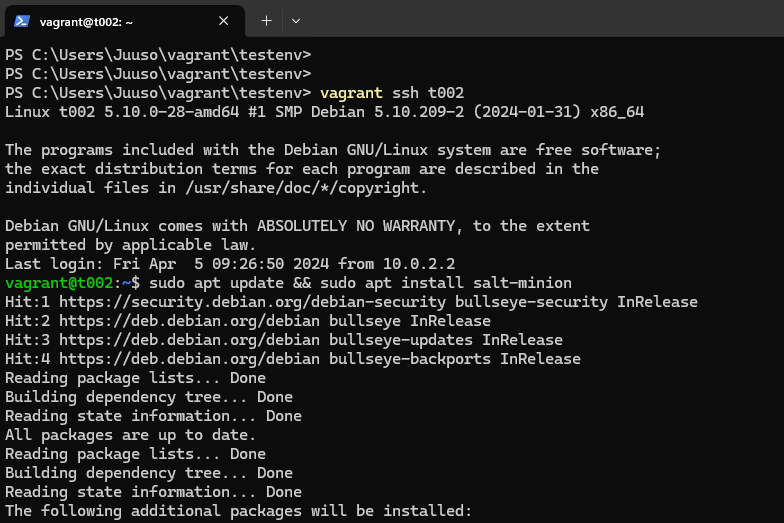 vagrant@t002: ~
PS C:\Users\Juuso\vagrant\testenv>
PS C:\Users\Juuso\vagrant\testenv>
PS C:\Users\Juuso\vagrant\testenv> vagrant ssh t002
Linux t002 5.10.0-28-amd64 #1 SMP Debian 5.10.209-2 (2024-01-31) x86_64
The programs included with the Debian GNU/Linux system are free software;
the exact distribution terms for each program are described in the
individual files in /usr/share/doc/*/copyright.
Debian GNU/Linux comes with ABSOLUTELY NO WARRANTY, to the extent
permitted by applicable law.
Last login: Fri Apr  5 09:26:50 2024 from 10.0.2.2
vagrant@t002:~$ sudo apt update && sudo apt install salt-minion
Hit:1 https://security.debian.org/debian-security bullseye-security InRelease
Hit:2 https://deb.debian.org/debian bullseye InRelease
Hit:3 https://deb.debian.org/debian bullseye-updates InRelease
Hit:4 https://deb.debian.org/debian bullseye-backports InRelease
Reading package lists... Done
Building dependency tree... Done
Reading state information... Done
All packages are up to date.
Reading package lists... Done
Building dependency tree... Done
Reading state information... Done
The following additional packages will be installed: